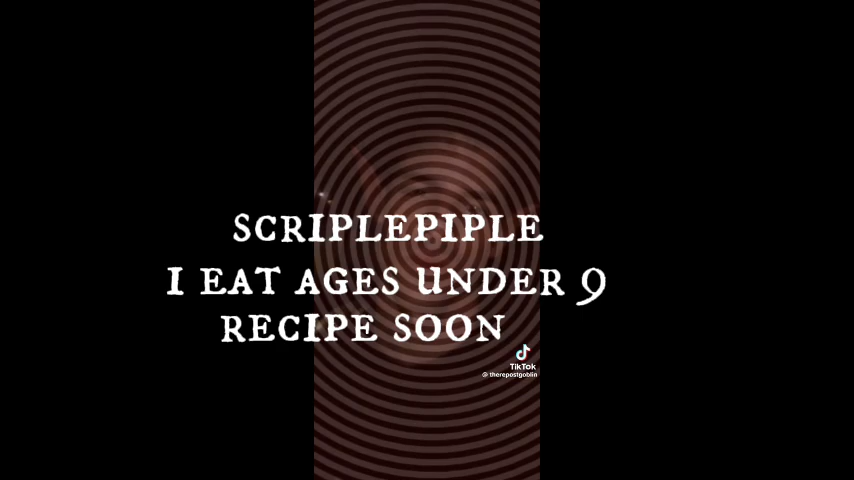 SCRIPLEPIPLE
I EAT AGES UNDER 9
RECIPE SOON
TikTok
@ therepostgoblin